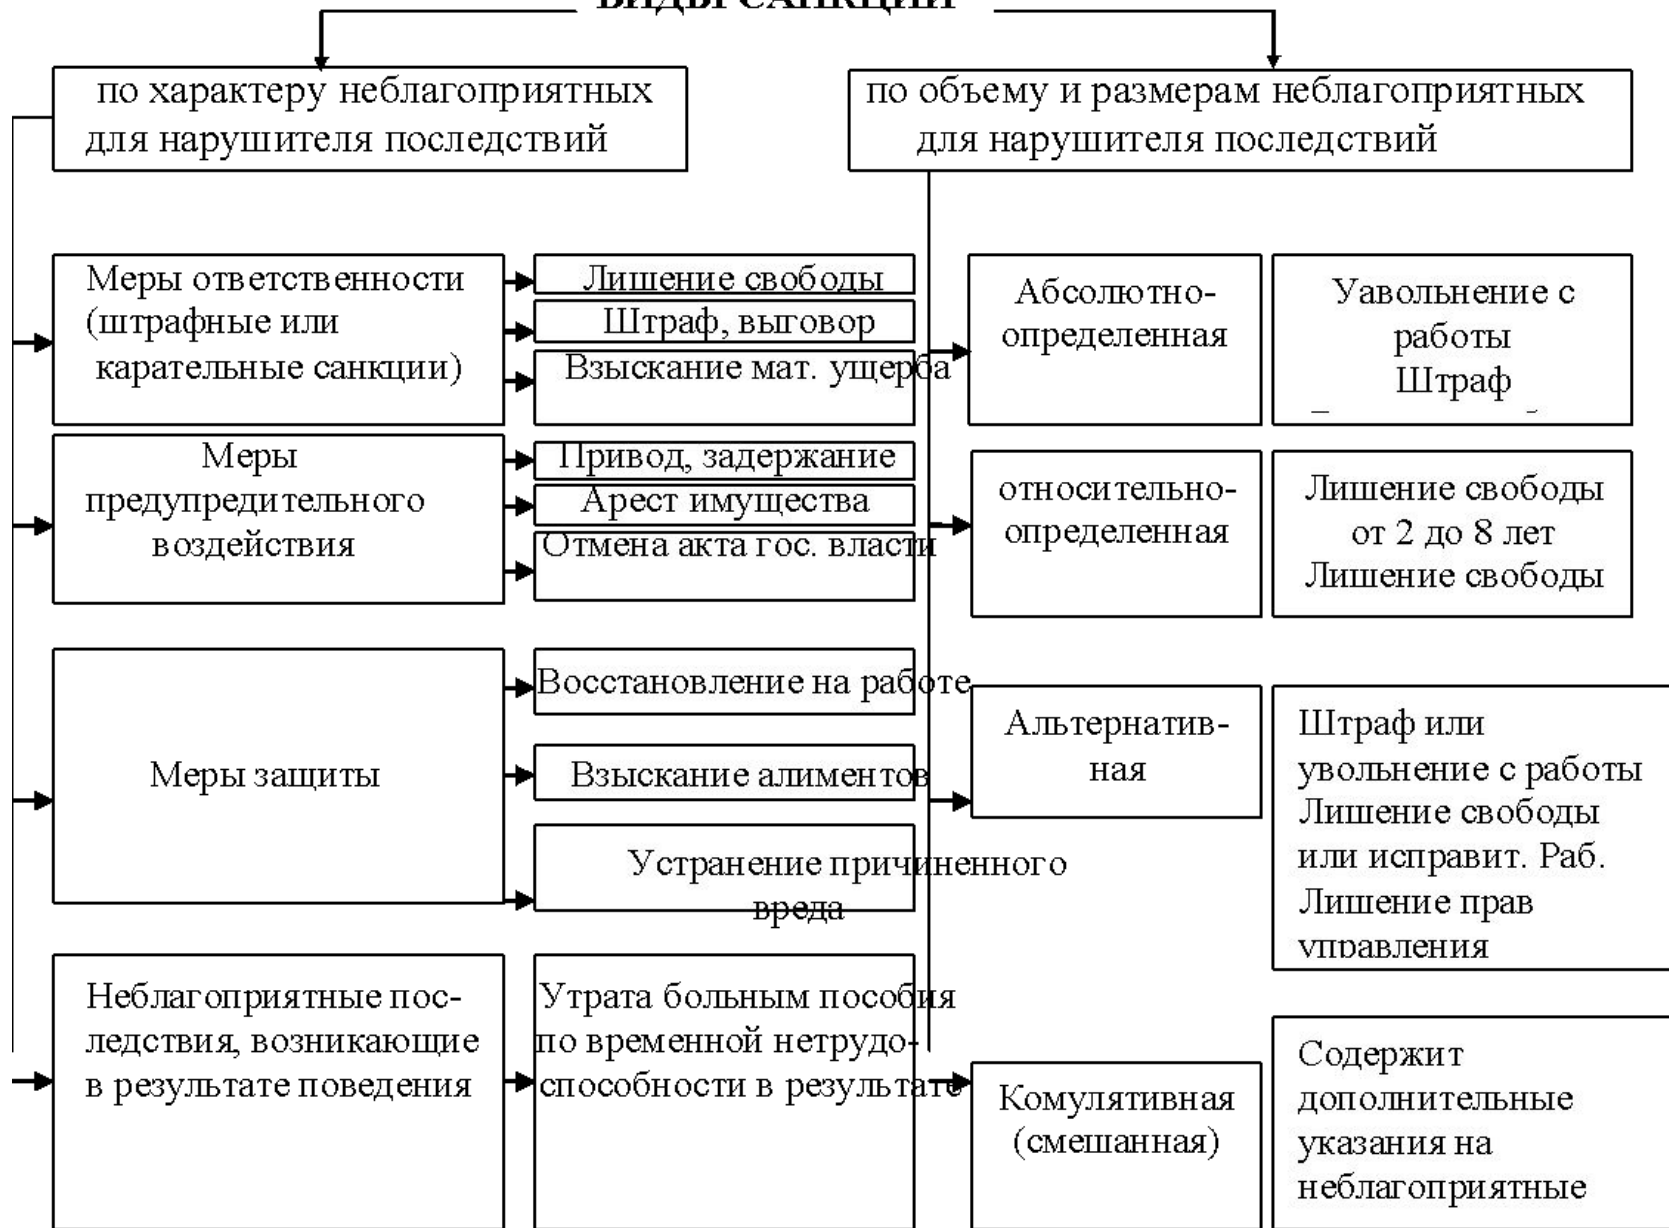 ВИДЫ САНКЦИЙ
по характеру неблагоприятных
для нарушителя последствий
по объему и размерам неблагоприятных
для нарушителя последствий
Меры ответственности
(штрафные или
карательные санкции)
Лишение свободы
Штраф, выговор
Взыскание мат. ущерба
Меры
предупредительного
воздействия
Привод, задержание
Арест имущества
Отмена акта гос. власти
Меры защиты
Восстановление на работе
Взыскание алиментов
Устранение причиненного
вреда
Неблагоприятные пос-
ледствия, возникающие
в результате поведения
Утрата больным пособия
по временной нетрудо-
способности в результате
Абсолютно-
определенная
Уавольнение с
работы
Штраф
относительно-
определенная
Лишение свободы
от 2 до 8 лет
Лишение свободы
Альтернатив-
ная
Штраф или
увольнение с работы
Лишение свободы
или исправит. Раб.
Лишение прав
управления
Комулятивная
(смешанная)
Содержит
дополнительные
указания на
неблагоприятные